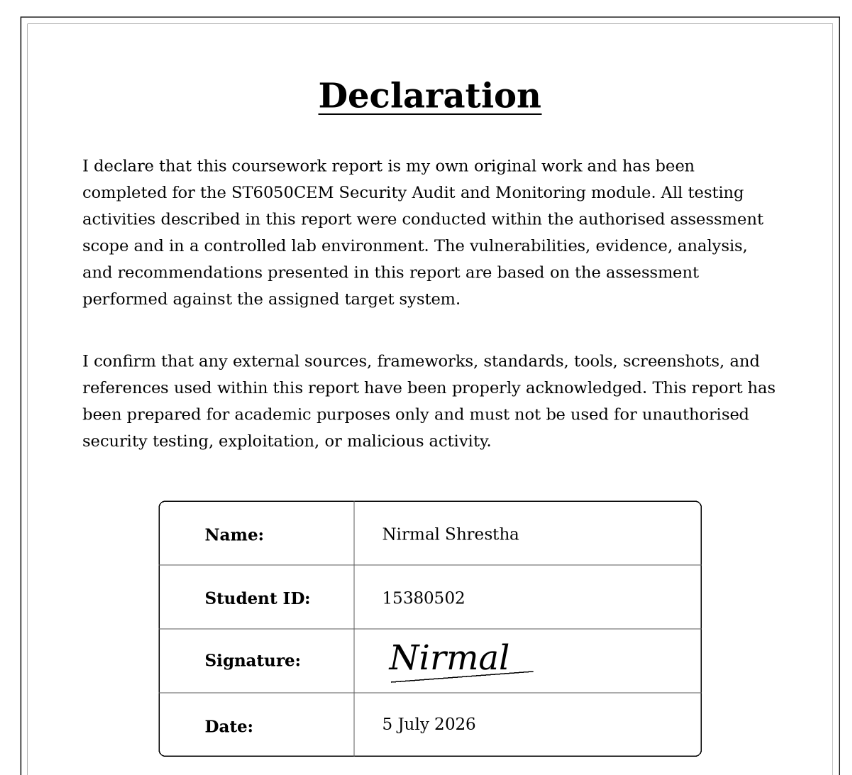 Declaration
I declare that this coursework report is my own original work and has been
completed for the ST6050CEM Security Audit and Monitoring module. All testing
activities described in this report were conducted within the authorised assessment
scope and in a controlled lab environment. The vulnerabilities, evidence, analysis,
and recommendations presented in this report are based on the assessment
performed against the assigned target system.
I confirm that any external sources, frameworks, standards, tools, screenshots, and
references used within this report have been properly acknowledged. This report has
been prepared for academic purposes only and must not be used for unauthorised
security testing, exploitation, or malicious activity.
Name: Nirmal Shrestha
Student ID: 15380502
Signature: Nirmal
Date: 5 July 2026